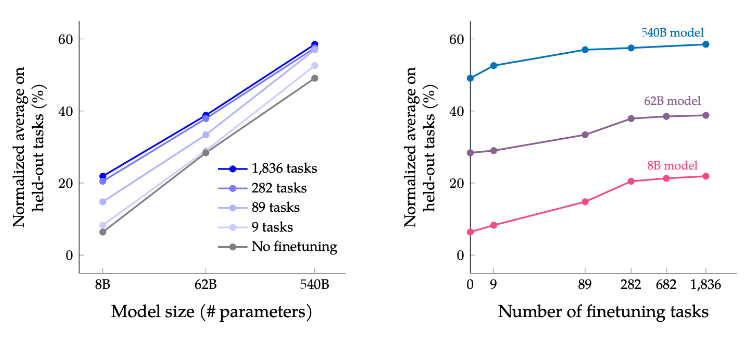 Normalized average on
held-out tasks (%)
60
40
20
0
8B
62B
540B
Model size (# parameters)
1,836 tasks
282 tasks
89 tasks
9 tasks
No finetuning
Normalized average on
held-out tasks (%)
60
40
20
0
540B model
62B model
8B model
0 9 89 282 682 1,836
Number of finetuning tasks